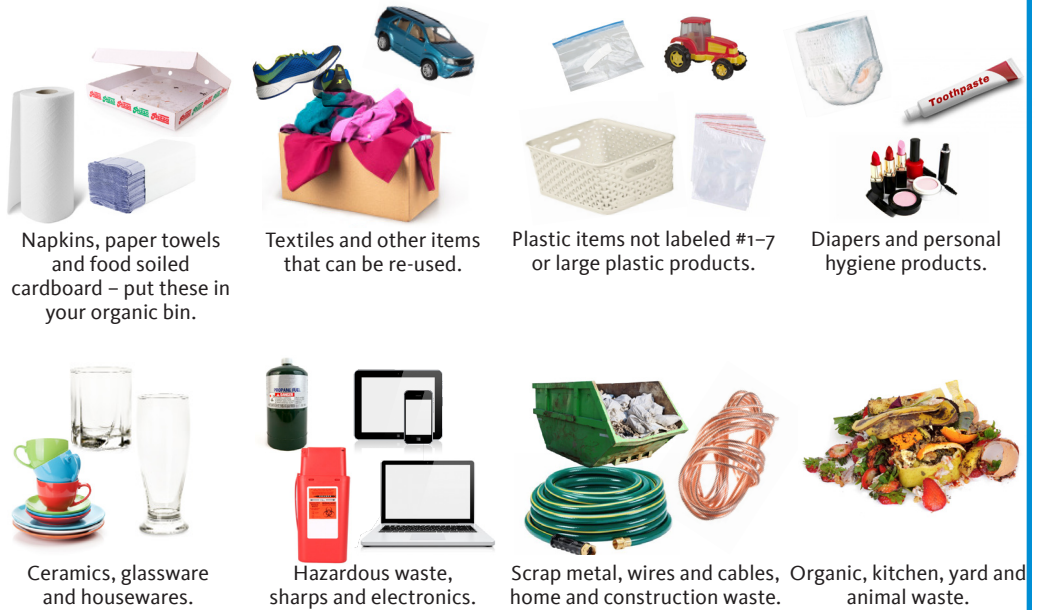 Toothpaste
Napkins, paper towels
and food soiled
cardboard – put these in
your organic bin.
Textiles and other items
that can be re-used.
Plastic items not labeled #1–7
or large plastic products.
Diapers and personal
hygiene products.
PROPANE FUEL
DANGER
Ceramics, glassware
and housewares.
Hazardous waste,
sharps and electronics.
Scrap metal, wires and cables,
home and construction waste.
Organic, kitchen, yard and
animal waste.